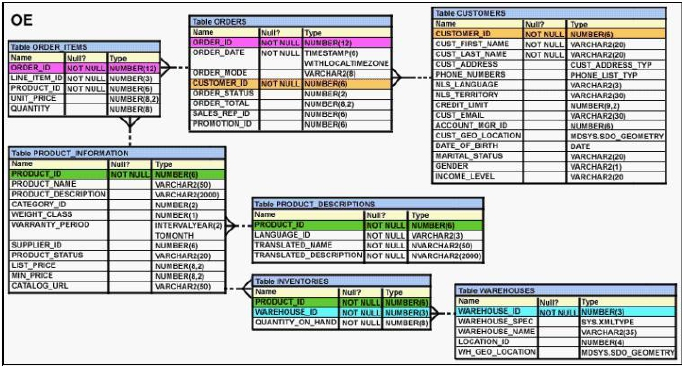 OE
Table ORDER_ITEMS
Name Null? Type
ORDER_ID NOT NULL NUMBER(12)
LINE_ITEM_ID NOT NULL NUMBER(3)
PRODUCT_ID NOT NULL NUMBER(6)
UNIT_PRICE NUMBER(8,2)
QUANTITY NUMBER(8)
Table ORDERS
Name Null? Type
ORDER_ID NOT NULL NUMBER(12)
ORDER_DATE NOT NULL TIMESTAMP(6)
WITHLOCALTIMEZONE
ORDER_MODE VARCHAR2(8)
CUSTOMER_ID NOT NULL NUMBER(6)
ORDER_STATUS NUMBER(2)
ORDER_TOTAL NUMBER(8,2)
SALES_REP_ID NUMBER(6)
PROMOTION_ID NUMBER(6)
Table CUSTOMERS
Name Null? Type
CUSTOMER_ID NOT NULL NUMBER(6)
CUST_FIRST_NAME NOT NULL VARCHAR2(20)
CUST_LAST_NAME NOT NULL VARCHAR2(20)
CUST_ADDRESS CUST_ADDRESS_TYP
PHONE_NUMBERS PHONE_LIST_TYP
NLS_LANGUAGE VARCHAR2(3)
NLS_TERRITORY VARCHAR2(30)
CREDIT_LIMIT NUMBER(9,2)
CUST_EMAIL VARCHAR2(30)
ACCOUNT_MGR_ID NUMBER(6)
CUST_GEO_LOCATION MDSYS.SDO_GEOMETRY
DATE_OF_BIRTH DATE
MARITAL_STATUS VARCHAR2(20)
GENDER VARCHAR2(1)
INCOME_LEVEL VARCHAR2(20)
Table PRODUCT_INFORMATION
Name Null? Type
PRODUCT_ID NOT NULL NUMBER(6)
PRODUCT_NAME VARCHAR2(50)
PRODUCT_DESCRIPTION VARCHAR2(2000)
CATEGORY_ID NUMBER(2)
WEIGHT_CLASS NUMBER(1)
WARRANTY_PERIOD INTERVALYEAR(2)
TOMONTH
SUPPLIER_ID NUMBER(6)
PRODUCT_STATUS VARCHAR2(20)
LIST_PRICE NUMBER(8,2)
MIN_PRICE NUMBER(8,2)
CATALOG_URL VARCHAR2(50)
Table PRODUCT_DESCRIPTIONS
Name Null? Type
PRODUCT_ID NOT NULL NUMBER(6)
LANGUAGE_ID NOT NULL VARCHAR2(3)
TRANSLATED_NAME NOT NULL NVARCHAR2(50)
TRANSLATED_DESCRIPTION NOT NULL NVARCHAR2(2000)
Table INVENTORIES
Name Null? Type
PRODUCT_ID NOT NULL NUMBER(6)
WAREHOUSE_ID NOT NULL NUMBER(3)
QUANTITY_ON_HAND NOT NULL NUMBER(8)
Table WAREHOUSES
Name Null? Type
WAREHOUSE_ID NOT NULL NUMBER(3)
WAREHOUSE_SPEC SYS.XMLTYPE
WAREHOUSE_NAME VARCHAR2(35)
LOCATION_ID NUMBER(4)
WH_GEO_LOCATION MDSYS.SDO_GEOMETRY